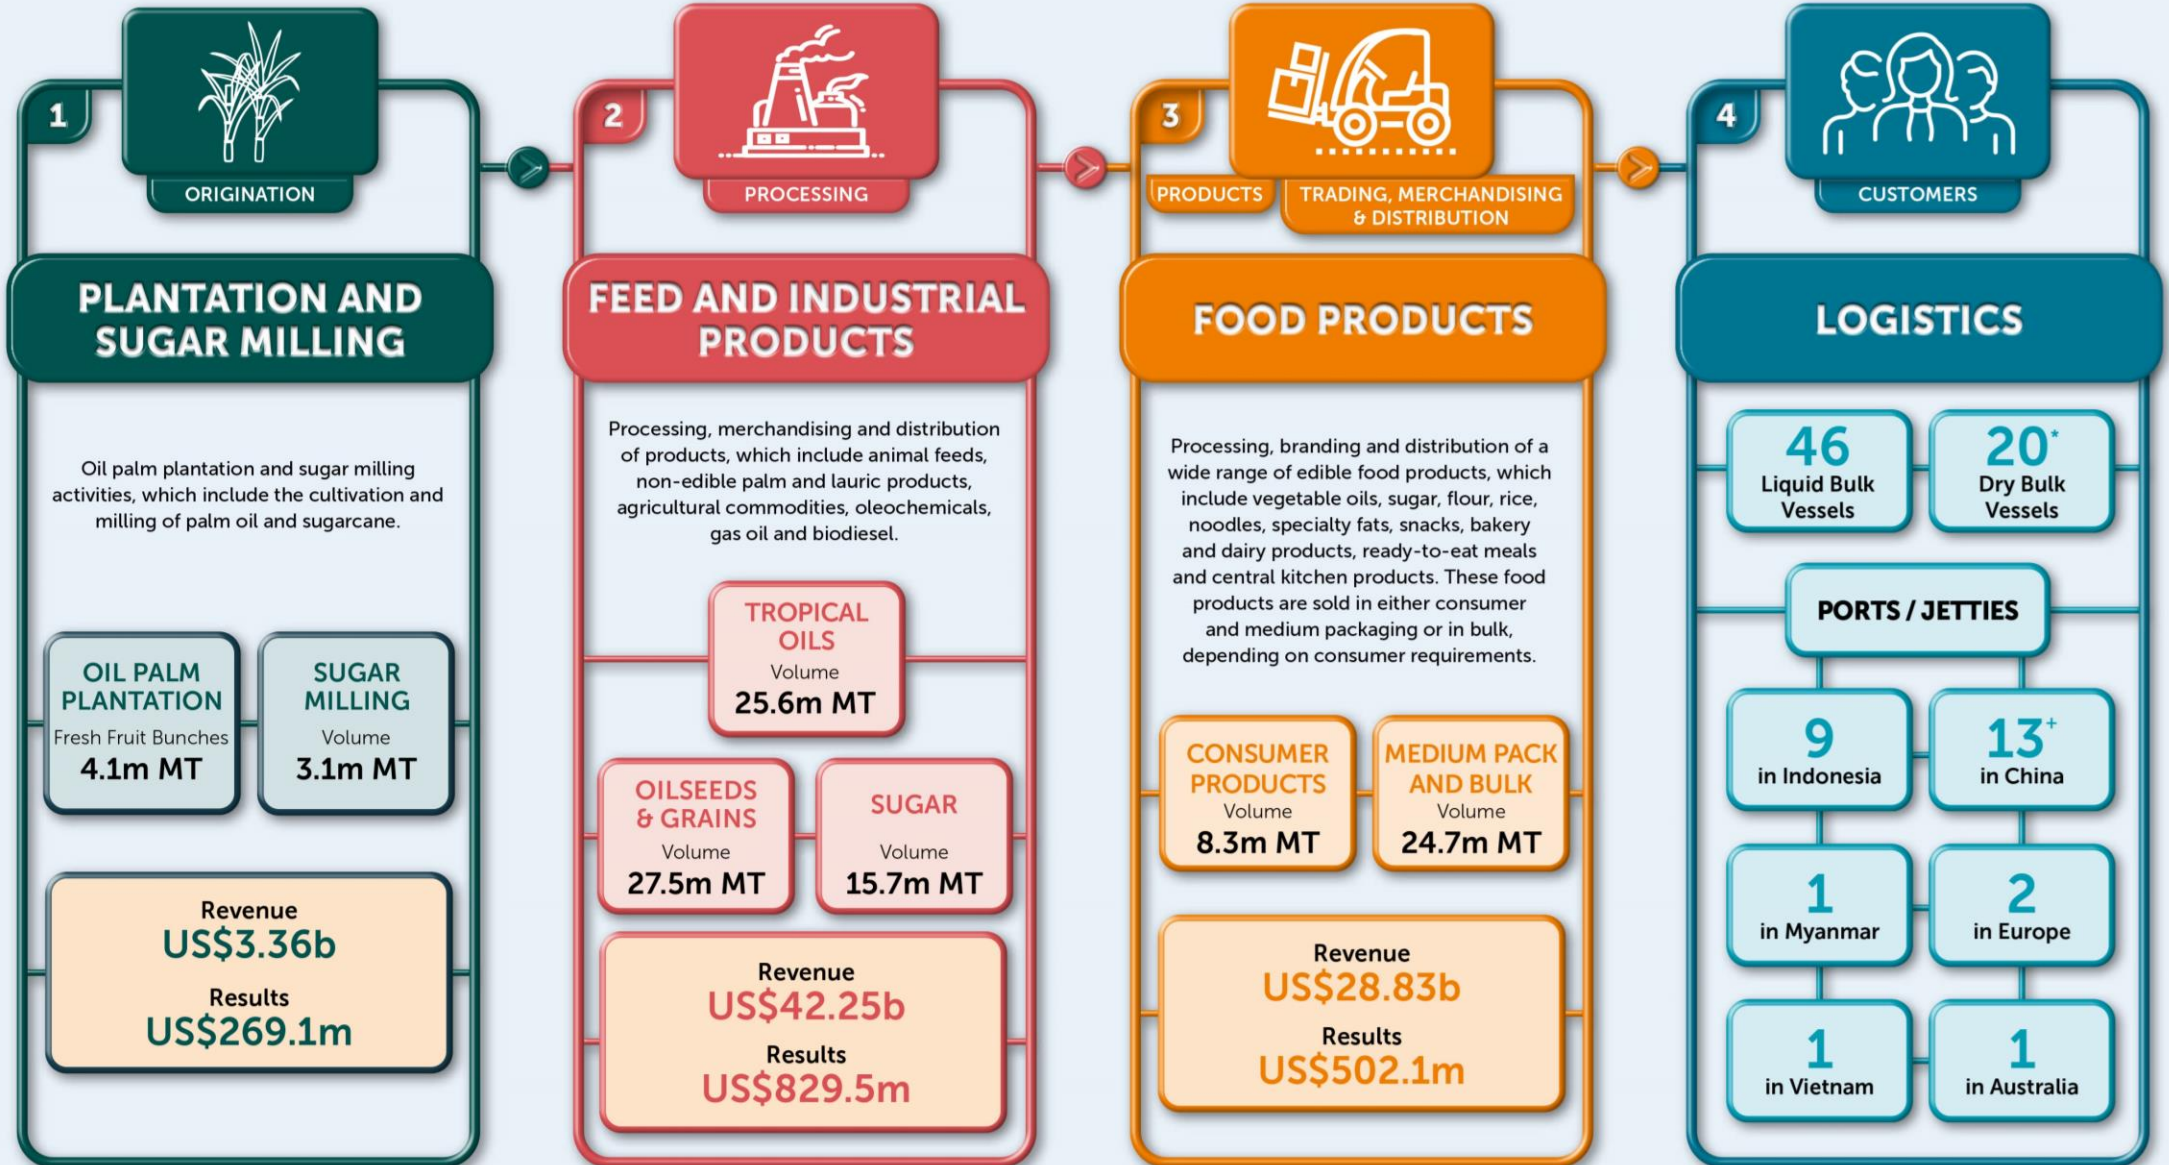 1
ORIGINATION
PLANTATION AND
SUGAR MILLING
Oil palm plantation and sugar milling
activities, which include the cultivation and
milling of palm oil and sugarcane.
OIL PALM
PLANTATION
Fresh Fruit Bunches
4.1m MT
SUGAR
MILLING
Volume
3.1m MT
Revenue
US$3.36b
Results
US$269.1m
2
PROCESSING
FEED AND INDUSTRIAL
PRODUCTS
Processing, merchandising and distribution
of products, which include animal feeds,
non-edible palm and lauric products,
agricultural commodities, oleochemicals,
gas oil and biodiesel.
TROPICAL
OILS
Volume
25.6m MT
OILSEEDS
& GRAINS
Volume
27.5m MT
SUGAR
Volume
15.7m MT
Revenue
US$42.25b
Results
US$829.5m
3
PRODUCTS
TRADING, MERCHANDISING
& DISTRIBUTION
FOOD PRODUCTS
Processing, branding and distribution of a
wide range of edible food products, which
include vegetable oils, sugar, flour, rice,
noodles, specialty fats, snacks, bakery
and dairy products, ready-to-eat meals
and central kitchen products. These food
products are sold in either consumer
and medium packaging or in bulk,
depending on consumer requirements.
CONSUMER
PRODUCTS
Volume
8.3m MT
MEDIUM PACK
AND BULK
Volume
24.7m MT
Revenue
US$28.83b
Results
US$502.1m
4
CUSTOMERS
LOGISTICS
46
Liquid Bulk
Vessels
20*
Dry Bulk
Vessels
PORTS / JETTIES
9
in Indonesia
13+
in China
1
in Myanmar
2
in Europe
1
in Vietnam
1
in Australia